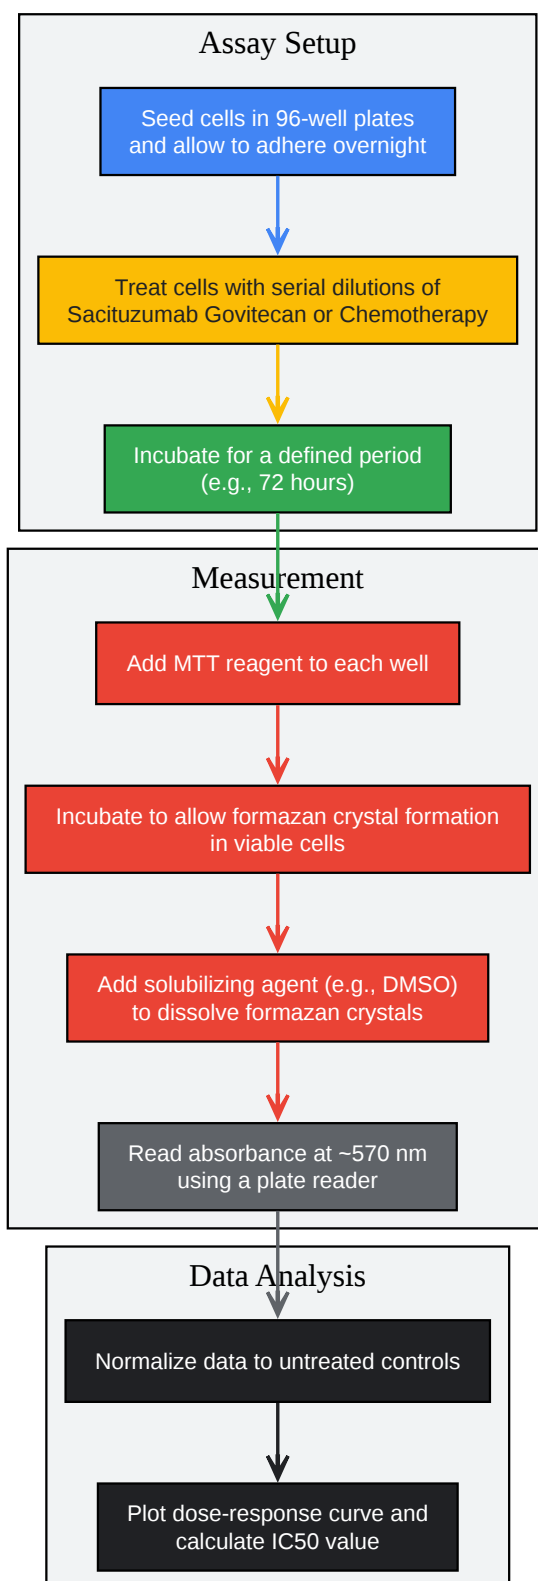 Assay Setup
Seed cells in 96-well plates
and allow to adhere overnight
Treat cells with serial dilutions of
Sacituzumab Govitecan or Chemotherapy
Incubate for a defined period
(e.g., 72 hours)
Measurement
Add MTT reagent to each well
Incubate to allow formazan crystal formation
in viable cells
Add solubilizing agent (e.g., DMSO)
to dissolve formazan crystals
Read absorbance at ~570 nm
using a plate reader
Data Analysis
Normalize data to untreated controls
Plot dose-response curve and
calculate IC50 value